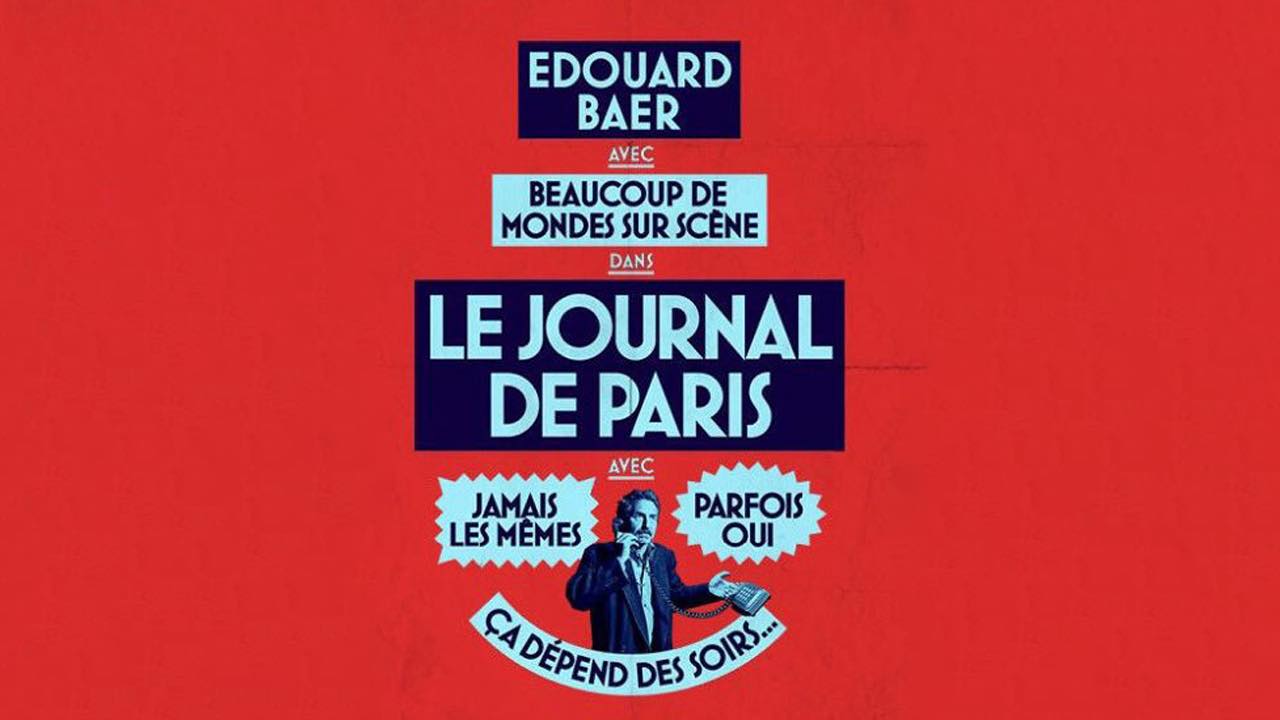 EDOUARD
BAER
AVEC
BEAUCOUP DE
MONDES SUR SCÈNE
DANS
LE JOURNAL
DE PARIS
AVEC
JAMAIS
LES MÊMES
PARFOIS
OUI
ÇA DÉPEND DES SOIRS...